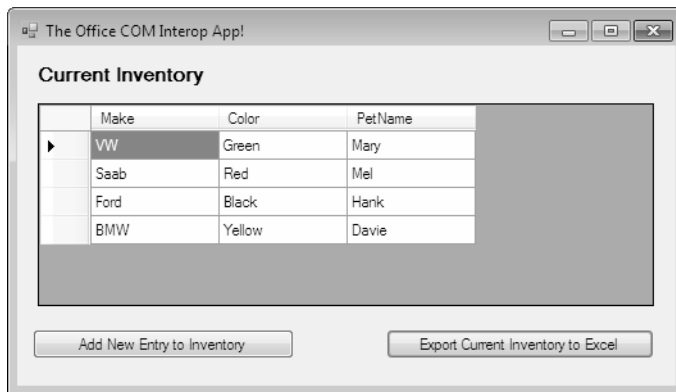 The Office COM Interop App!
Current Inventory
Make Color PetName
VW Green Mary
Saab Red Mel
Ford Black Hank
BMW Yellow Davie
Add New Entry to Inventory Export Current Inventory to Excel